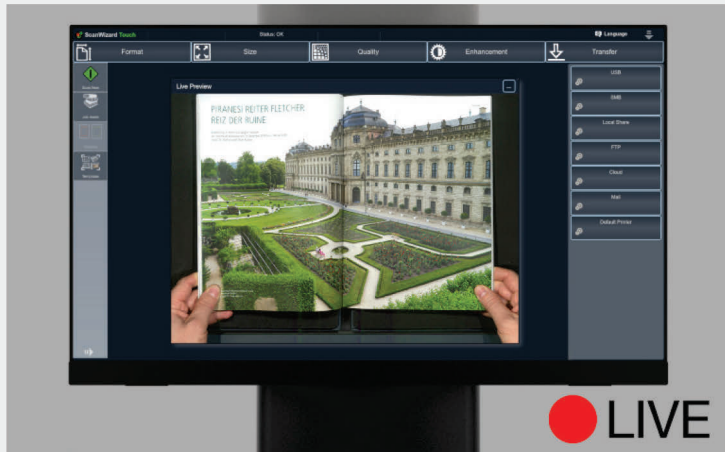 ScanWizard Touch
Status: OK
Language
Format
Size
Quality
Enhancement
Transfer
Live Preview
PIRANESI REITER FLETCHER:
REIZ DER RUINE
USB
SMB
Local Share
FTP
Cloud
Mail
Default Printer
Templates
LIVE